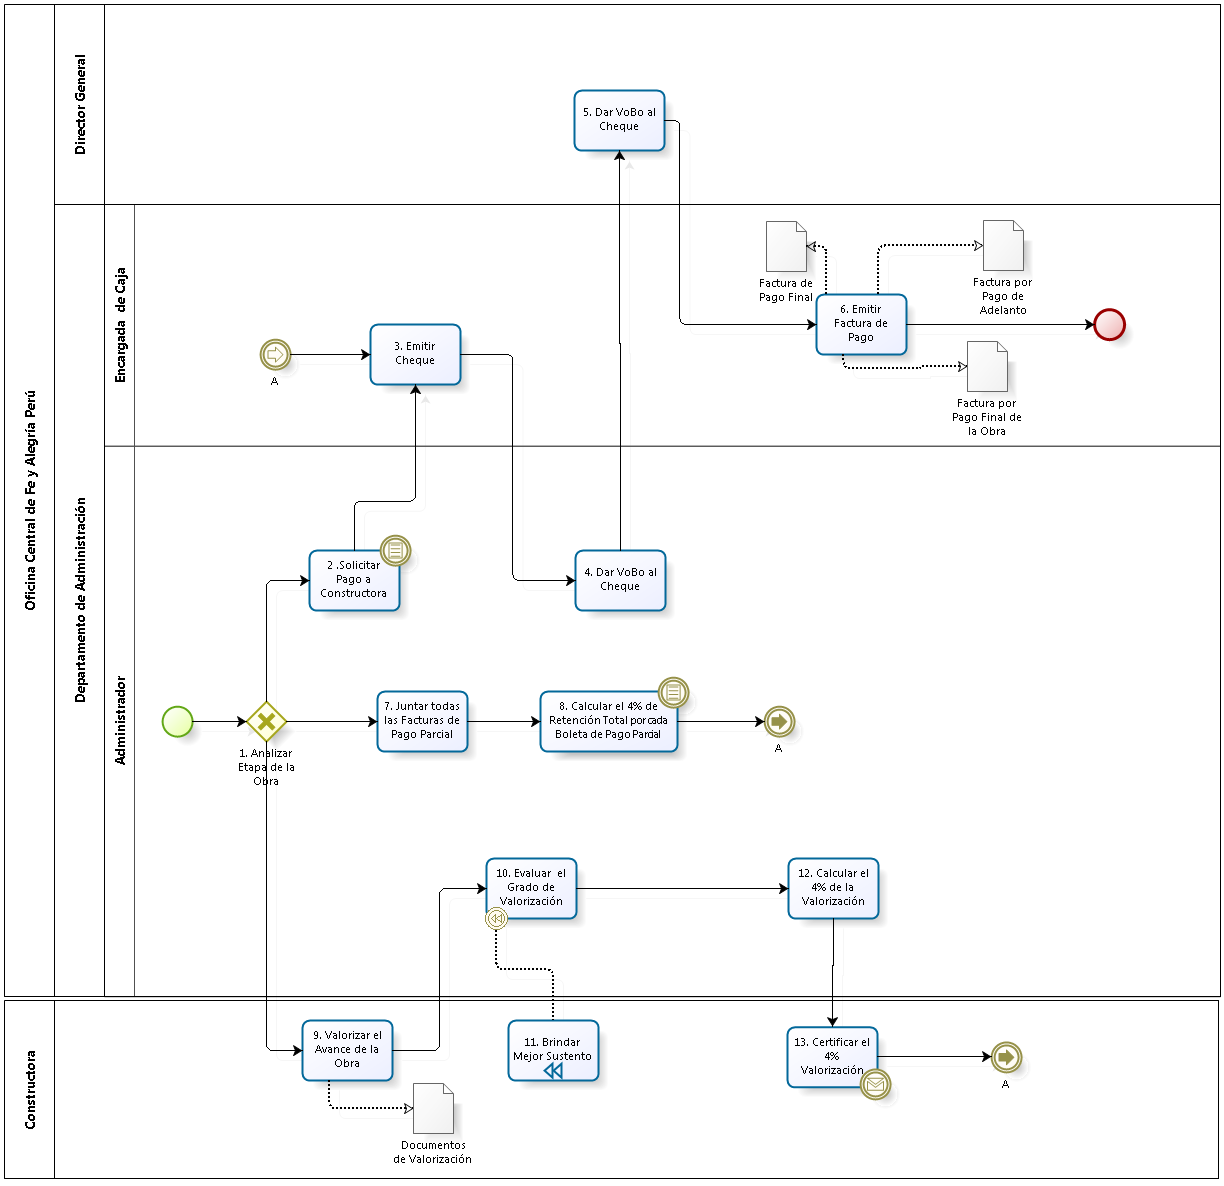 Oficina Central de Fe y Alegría Perú
Director General
5. Dar VoBo al
Cheque
Departamento de Administración
Encargada  de Caja
A
3. Emitir
Cheque
Factura de
Pago Final
Factura por
Pago de
Adelanto
6. Emitir
Factura de
Pago
Factura por
Pago Final de
la Obra
Administrador
2 .Solicitar
Pago a
Constructora
4. Dar VoBo al
Cheque
1. Analizar
Etapa de la
Obra
7. Juntar todas
las Facturas de
Pago Parcial
8. Calcular el 4% de
Retención Total por cada
Boleta de Pago Parcial
A
10. Evaluar  el
Grado de
Valorización
12. Calcular el
4% de la
Valorización
Constructora
9. Valorizar el
Avance de la
Obra
Documentos
de Valorización
11. Brindar
Mejor Sustento
13. Certificar el
4%
Valorización
A